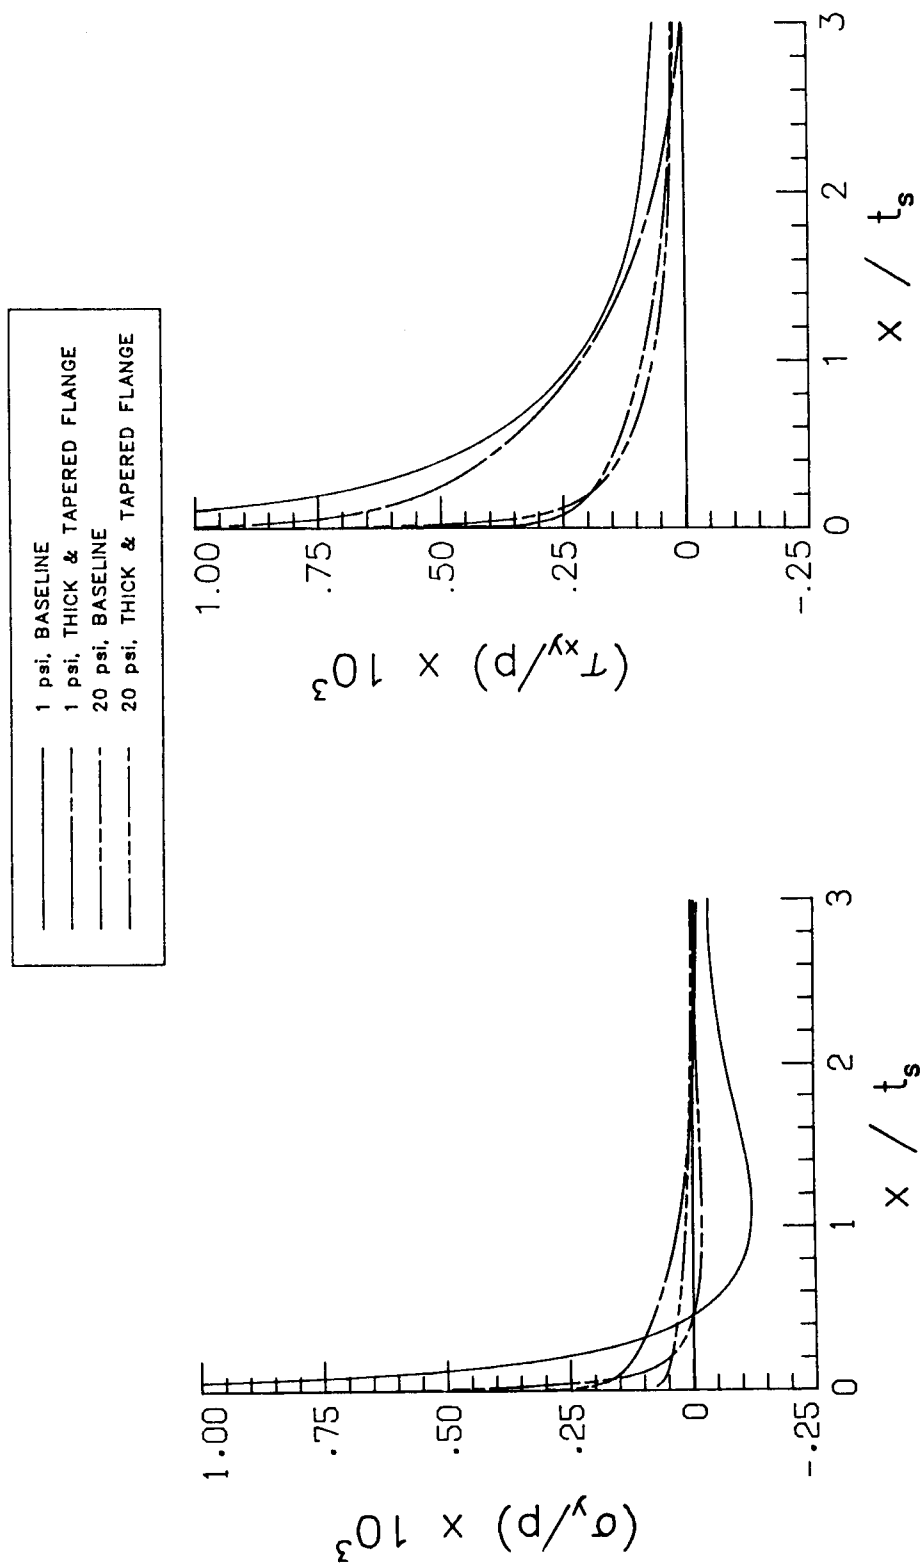 1 psi, BASELINE
1 psi, THICK & TAPERED FLANGE
20 psi, BASELINE
20 psi, THICK & TAPERED FLANGE
(σy/p) x 10³
1.00
.75
.50
.25
0
-.25
0
1
2
3
x / ts
(τxy/p) x 10³
1.00
.75
.50
.25
0
-.25
0
1
2
3
x / ts